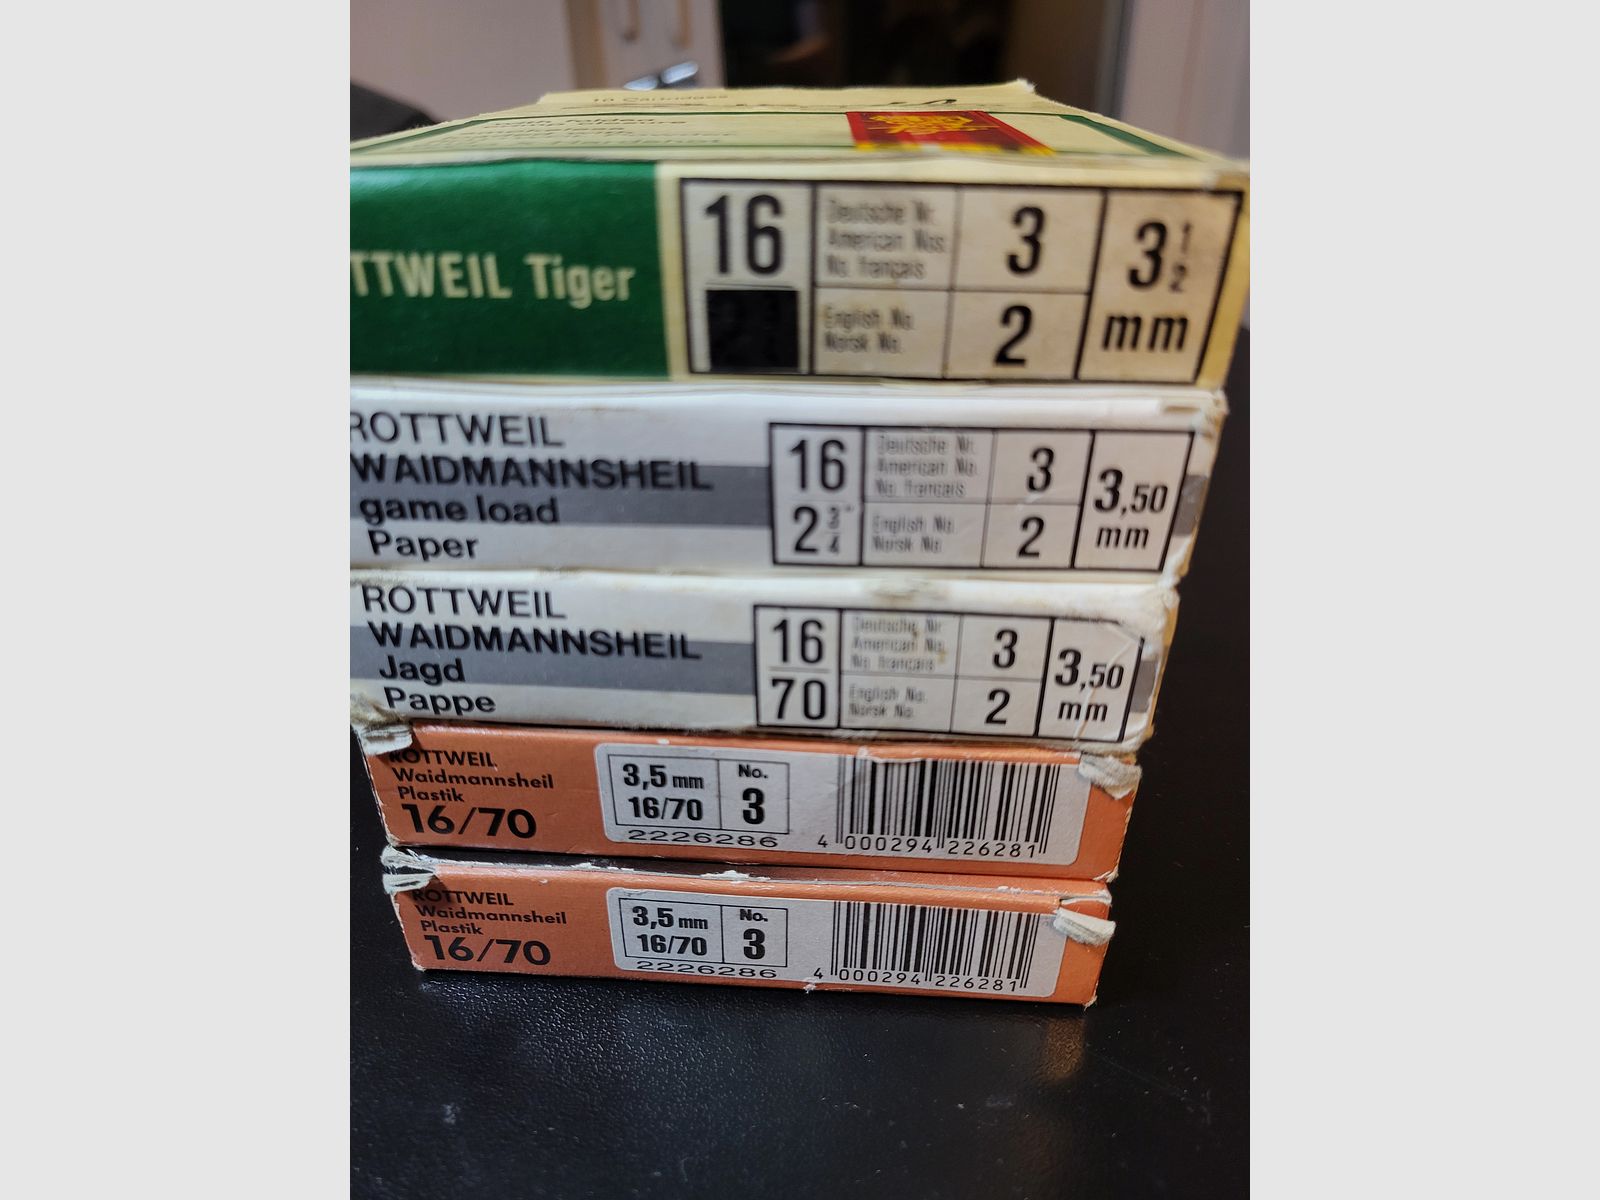 10 Cartridges
TTWEIL Tiger
16
Deutsche Nr.
American Nos.
No. français
3
English No.
Norsk No.
2
3 1/2
mm
ROTTWEIL
WAIDMANNSHEIL
game load
Paper
16
2 3/4"
Deutsche Nr.
American No.
No. français
3
English No.
Norsk No.
2
3,50
mm
ROTTWEIL
WAIDMANNSHEIL
Jagd
Pappe
16
70
Deutsche Nr.
American No.
No. français
3
English No.
Norsk No.
2
3,50
mm
ROTTWEIL
Waidmannsheil
Plastik
16/70
3,5 mm
16/70
No.
3
2226286
4 000294 226281
ROTTWEIL
Waidmannsheil
Plastik
16/70
3,5 mm
16/70
No.
3
2226286
4 000294 226281